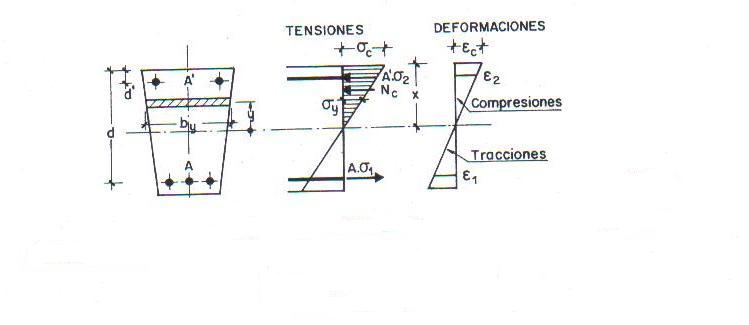 TENSIONES
DEFORMACIONES
σc
εc
A'
d'
A'.σ2
Nc
x
ε2
σy
Compresiones
by
y
d
Tracciones
A
A.σ1
ε1